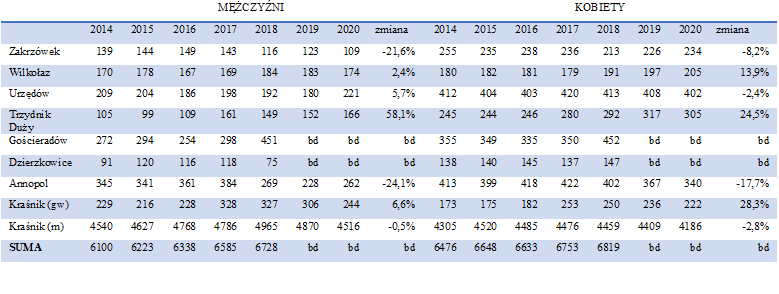 MĘŻCZYŹNI KOBIETY
2014 2015 2016 2017 2018 2019 2020 zmiana 2014 2015 2016 2017 2018 2019 2020 zmiana
Zakrzówek 139 144 149 143 116 123 109 -21,6% 255 235 238 236 213 226 234 -8,2%
Wilkołaz 170 178 167 169 184 183 174 2,4% 180 182 181 179 191 197 205 13,9%
Urzędów 209 204 186 198 192 180 221 5,7% 412 404 403 420 413 408 402 -2,4%
Trzydnik 105 99 109 161 149 152 166 58,1% 245 244 246 280 292 317 305 24,5%
Duży
Gościeradów 272 294 254 298 451 bd bd bd 355 349 335 350 452 bd bd bd
Dzierzkowice 91 120 116 118 75 bd bd bd 138 140 145 137 147 bd bd bd
Annopol 345 341 361 384 269 228 262 -24,1% 413 399 418 422 402 367 340 -17,7%
Kraśnik (gw) 229 216 228 328 327 306 244 6,6% 173 175 182 253 250 236 222 28,3%
Kraśnik (m) 4540 4627 4768 4786 4965 4870 4516 -0,5% 4305 4520 4485 4476 4459 4409 4186 -2,8%
SUMA 6100 6223 6338 6585 6728 bd bd bd 6476 6648 6633 6753 6819 bd bd bd